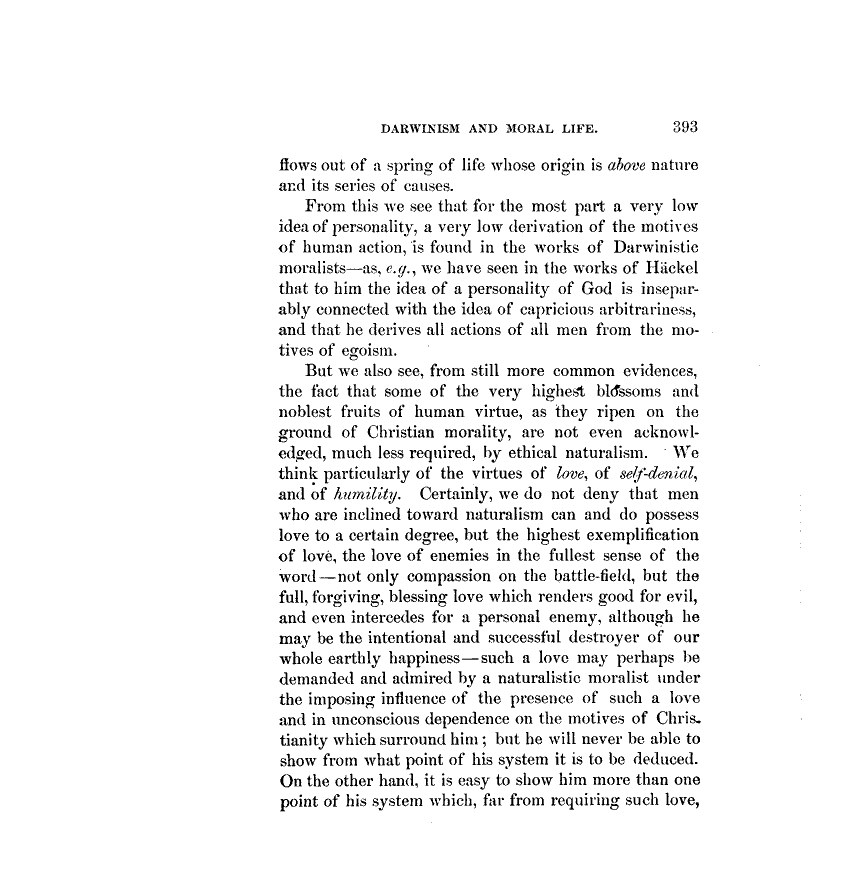 DARWINISM AND MORAL LIFE. 393
flows out of a spring of life whose origin is above nature
and its series of causes.
From this we see that for the most part a very low
idea of personality, a very low derivation of the motives
of human action, is found in the works of Darwinistic
moralists—as, e.g., we have seen in the works of Häckel
that to him the idea of a personality of God is insepar-
ably connected with the idea of capricious arbitrariness,
and that he derives all actions of all men from the mo-
tives of egoism.
But we also see, from still more common evidences,
the fact that some of the very highest blossoms and
noblest fruits of human virtue, as they ripen on the
ground of Christian morality, are not even acknowl-
edged, much less required, by ethical naturalism. We
think particularly of the virtues of love, of self-denial,
and of humility. Certainly, we do not deny that men
who are inclined toward naturalism can and do possess
love to a certain degree, but the highest exemplification
of love, the love of enemies in the fullest sense of the
word—not only compassion on the battle-field, but the
full, forgiving, blessing love which renders good for evil,
and even intercedes for a personal enemy, although he
may be the intentional and successful destroyer of our
whole earthly happiness—such a love may perhaps be
demanded and admired by a naturalistic moralist under
the imposing influence of the presence of such a love
and in unconscious dependence on the motives of Chris-
tianity which surround him; but he will never be able to
show from what point of his system it is to be deduced.
On the other hand, it is easy to show him more than one
point of his system which, far from requiring such love,